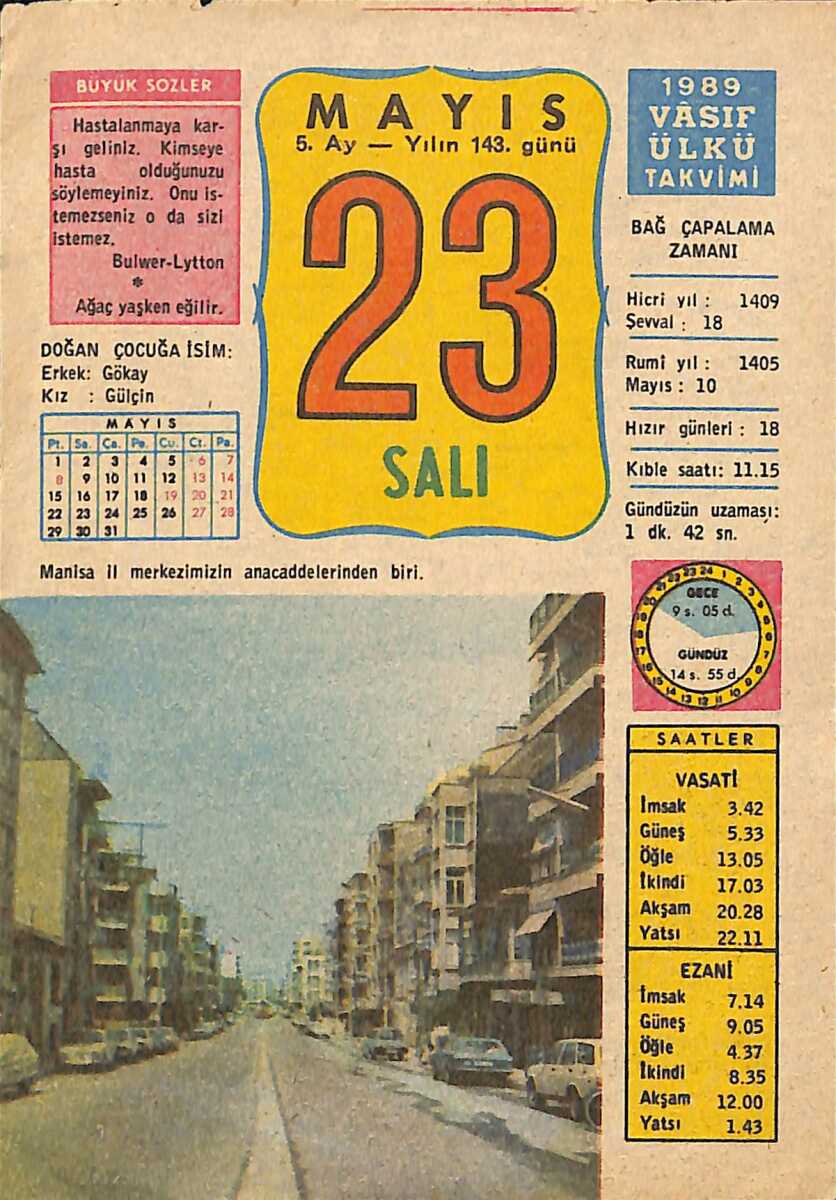 BÜYÜK SÖZLER
Hastalanmaya kar-
şı geliniz. Kimseye
hasta olduğunuzu
söylemeyiniz. Onu is-
temezseniz o da sizi
istemez.
Bulwer-Lytton
*
Ağaç yaşken eğilir.
DOĞAN ÇOCUĞA İSİM:
Erkek: Gökay
Kız : Gülçin
MAYIS
Pt. Sa. Ça. Pe. Cu. Ct. Pa.
1 2 3 4 5 6 7
8 9 10 11 12 13 14
15 16 17 18 19 20 21
22 23 24 25 26 27 28
29 30 31
MAYIS
5. Ay — Yılın 143. günü
23
SALI
1989
VÂSIF
ÜLKÜ
TAKVİMİ
BAĞ ÇAPALAMA
ZAMANI
Hicrî yıl : 1409
Şevval : 18
Rumî yıl : 1405
Mayıs : 10
Hızır günleri : 18
Kıble saatı: 11.15
Gündüzün uzaması:
1 dk. 42 sn.
Manisa il merkezimizin anacaddelerinden biri.
GECE
9 s. 05 d.
GÜNDÜZ
14 s. 55 d.
SAATLER
VASATİ
İmsak 3.42
Güneş 5.33
Öğle 13.05
İkindi 17.03
Akşam 20.28
Yatsı 22.11
EZANİ
İmsak 7.14
Güneş 9.05
Öğle 4.37
İkindi 8.35
Akşam 12.00
Yatsı 1.43